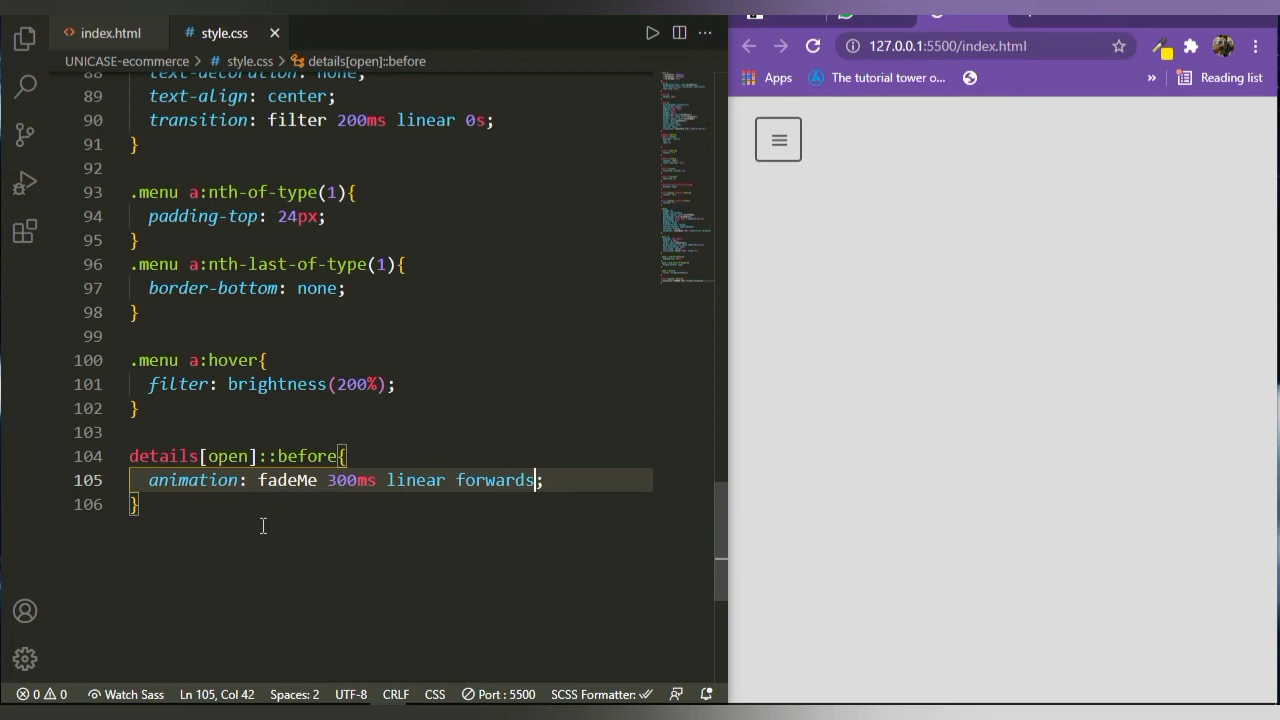 index.html
style.css
UNICASE-ecommerce
style.css
details[open]::before
88
text-decoration: none;
89
text-align: center;
90
transition: filter 200ms linear 0s;
91
}
92
93
.menu a:nth-of-type(1){
94
padding-top: 24px;
95
}
96
.menu a:nth-last-of-type(1){
97
border-bottom: none;
98
}
99
100
.menu a:hover{
101
filter: brightness(200%);
102
}
103
104
details[open]::before{
105
animation: fadeMe 300ms linear forwards;
106
}
0 0
Watch Sass
Ln 105, Col 42
Spaces: 2
UTF-8
CRLF
CSS
Port : 5500
SCSS Formatter:
127.0.0.1:5500/index.html
Apps
The tutorial tower o...
»
Reading list